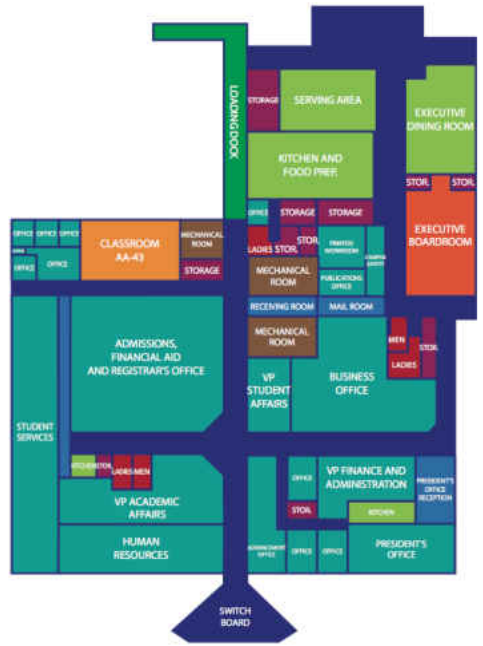 LOADING DOCK
STORAGE
SERVING AREA
EXECUTIVE
DINING ROOM
KITCHEN AND
FOOD PREP.
STOR.
STOR.
EXECUTIVE
BOARDROOM
OFFICE
STORAGE
STORAGE
OFFICE
OFFICE
OFFICE
CLASSROOM
AA-43
MECHANICAL
ROOM
LADIES
STOR.
STOR.
OFFICE
OFFICE
STORAGE
MECHANICAL
ROOM
PUBLICATIONS
OFFICE
RECEIVING ROOM
MAIL ROOM
ADMISSIONS,
FINANCIAL AID
AND REGISTRAR'S OFFICE
MECHANICAL
ROOM
MEN
STOR.
LADIES
VP
STUDENT
AFFAIRS
BUSINESS
OFFICE
STUDENT
SERVICES
KITCHEN
STOR.
LADIES
MEN
OFFICE
VP FINANCE AND
ADMINISTRATION
PRESIDENT'S
OFFICE
RECEPTION
VP ACADEMIC
AFFAIRS
STOR.
KITCHEN
HUMAN
RESOURCES
ADVANCEMENT
OFFICE
OFFICE
OFFICE
PRESIDENT'S
OFFICE
SWITCH
BOARD